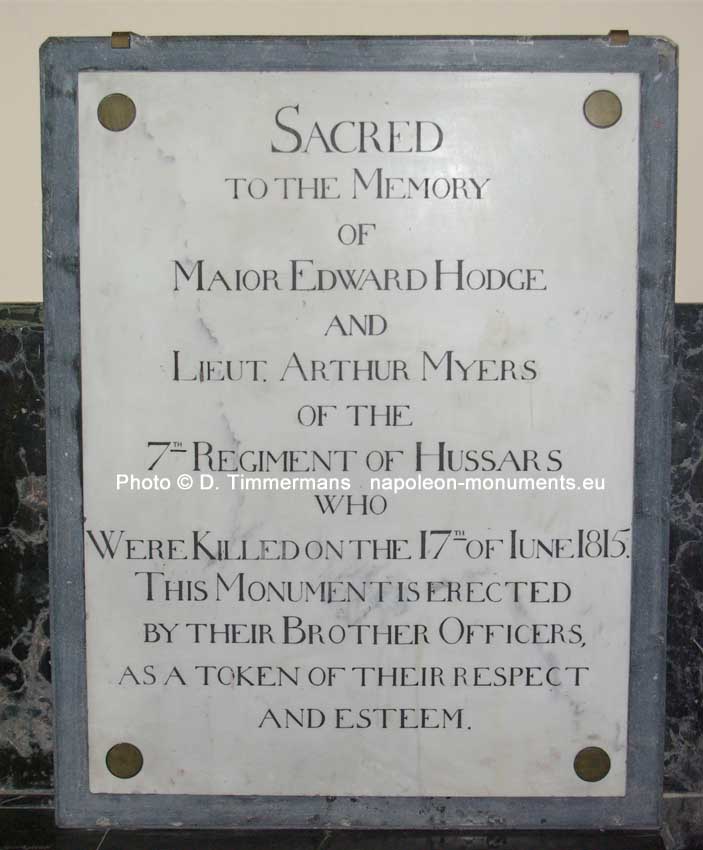 SACRED
TO THE MEMORY
OF
MAIOR EDWARD HODGE
AND
LIEUT. ARTHUR MYERS
OF THE
7TH REGIMENT OF HUSSARS
Photo © D. Timmermans napoleon-monuments.eu
WHO
WERE KILLED ON THE 17TH OF IUNE 1815.
THIS MONUMENT IS ERECTED
BY THEIR BROTHER OFFICERS,
AS A TOKEN OF THEIR RESPECT
AND ESTEEM.